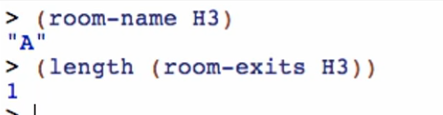 > (room-name H3)
"A"
> (length (room-exits H3))
1
>